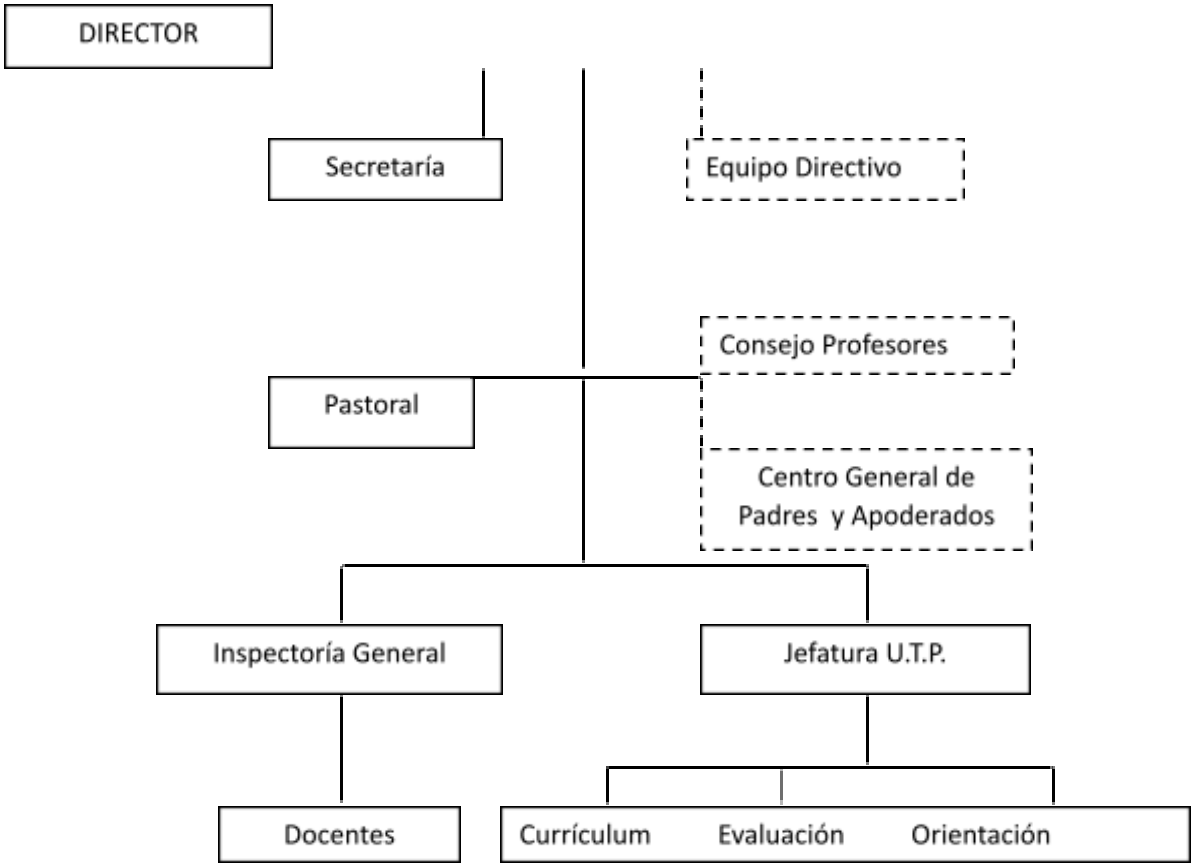 DIRECTOR
Secretaría
Equipo Directivo
Consejo Profesores
Pastoral
Centro General de
Padres y Apoderados
Inspectoría General
Jefatura U.T.P.
Docentes
Currículum Evaluación Orientación